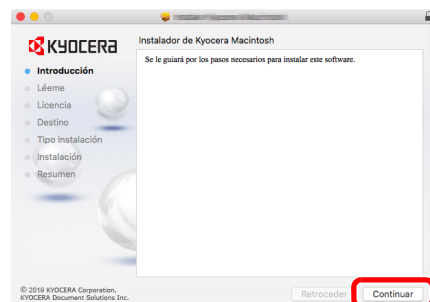 KYOCERA
Instalador de Kyocera Macintosh
Se le guiará por los pasos necesarios para instalar este software.
Introducción
Léeme
Licencia
Destino
Tipo instalación
Instalación
Resumen
© 2019 KYOCERA Corporation,
KYOCERA Document Solutions Inc.
Retroceder
Continuar